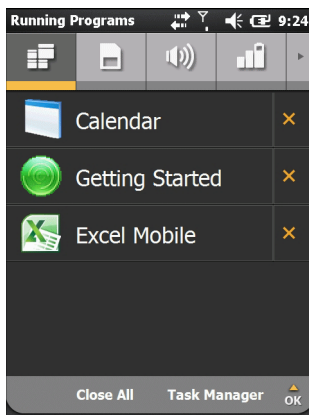 Running Programs 9:24
Calendar
Getting Started
Excel Mobile
Close All Task Manager OK